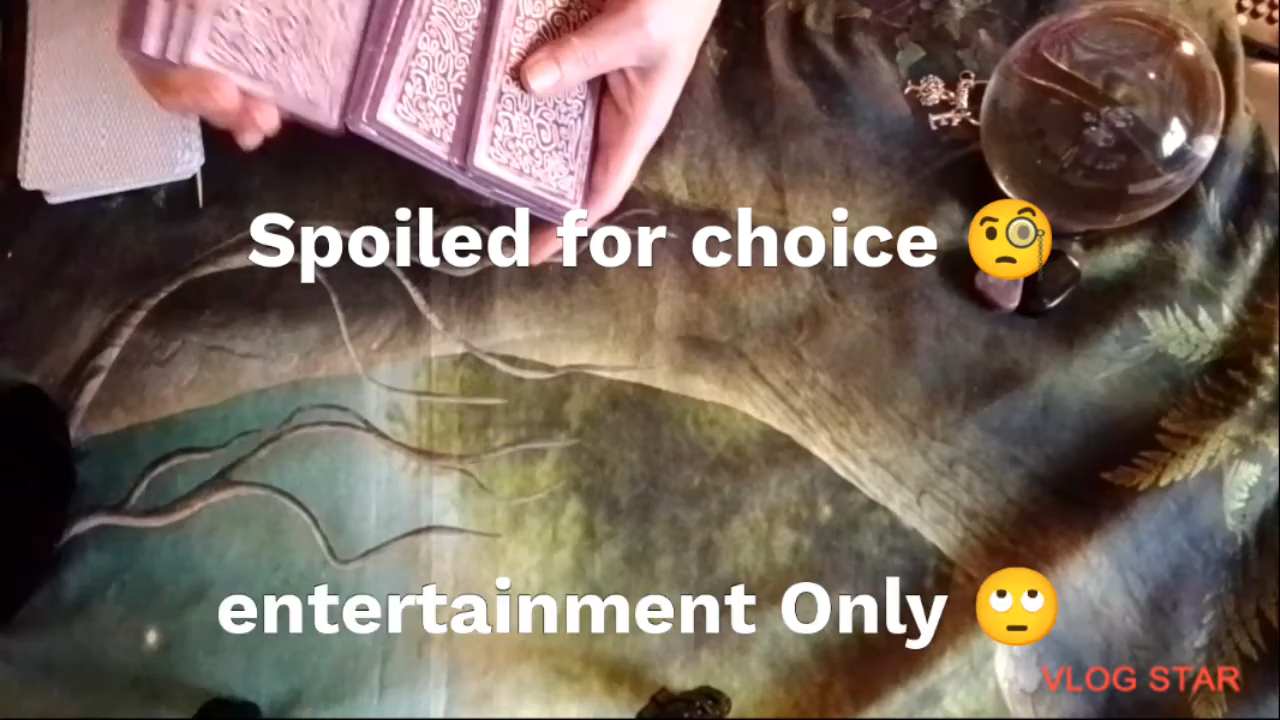 Spoiled for choice 🧐
entertainment Only 🙄
VLOG STAR